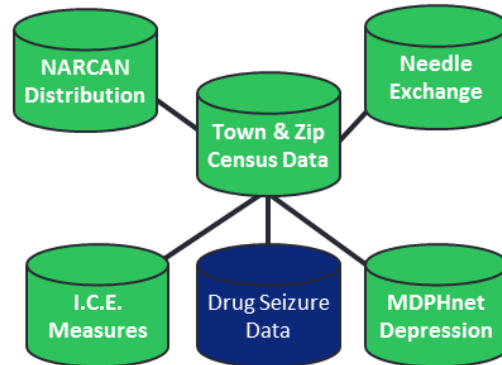 NARCAN
Distribution
Needle
Exchange
Town & Zip
Census Data
I.C.E.
Measures
Drug Seizure
Data
MDPHnet
Depression